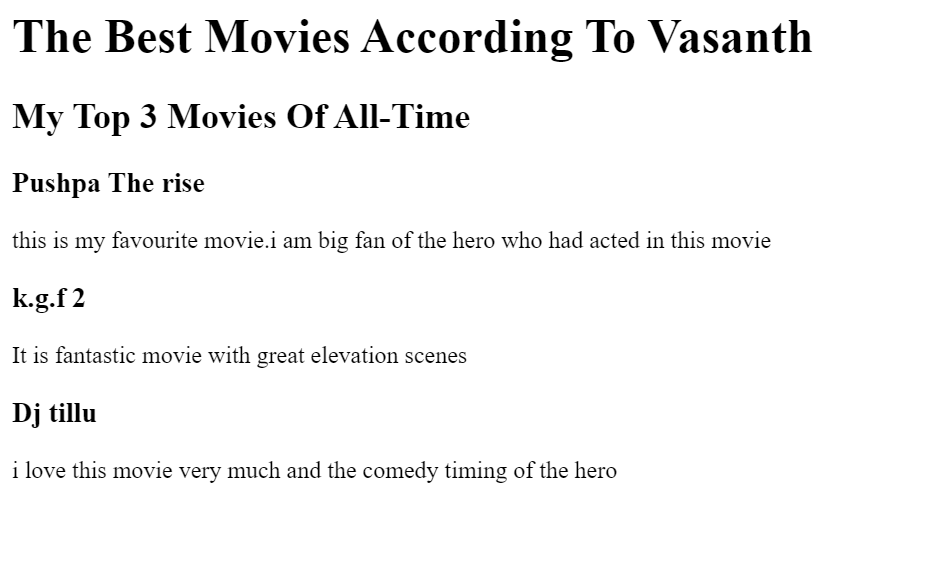 The Best Movies According To Vasanth
My Top 3 Movies Of All-Time
Pushpa The rise
this is my favourite movie.i am big fan of the hero who had acted in this movie
k.g.f 2
It is fantastic movie with great elevation scenes
Dj tillu
i love this movie very much and the comedy timing of the hero